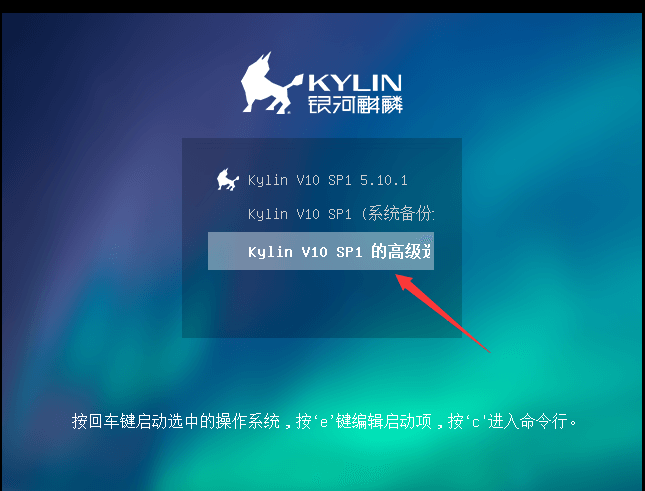 KYLIN
银河麒麟
Kylin V10 SP1 5.10.1
Kylin V10 SP1 (系统备份
Kylin V10 SP1 的高级
按回车键启动选中的操作系统，按‘e’键编辑启动项，按‘c’进入命令行。